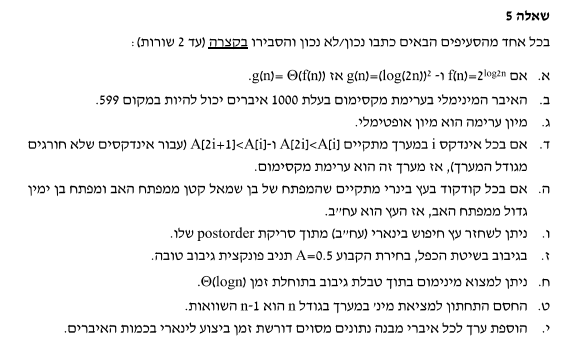 שאלה 5
בכל אחד מהסעיפים הבאים כתבו נכון/לא נכון והסבירו בקצרה (עד 2 שורות):
א. אם f(n)=2^log2n ו- g(n)=(log(2n))² אז g(n)= Θ(f(n)).
ב. האיבר המינימלי בערימת מקסימום בעלת 1000 איברים יכול להיות במקום 599.
ג. מיון ערימה הוא מיון אופטימלי.
ד. אם בכל אינדקס i במערך מתקיים A[2i]<A[i] ו-A[2i+1]<A[i] (עבור אינדקסים שלא חורגים
מגודל המערך), אז מערך זה הוא ערימת מקסימום.
ה. אם בכל קודקוד בעץ בינרי מתקיים שהמפתח של בן שמאל קטן ממפתח האב ומפתח בן ימין
גדול ממפתח האב, אז העץ הוא עח״ב.
ו. ניתן לשחזר עץ חיפוש בינארי (עח״ב) מתוך סריקת postorder שלו.
ז. בגיבוב בשיטת הכפל, בחירת הקבוע A=0.5 תניב פונקצית גיבוב טובה.
ח. ניתן למצוא מינימום בתוך טבלת גיבוב בתוחלת זמן Θ(logn).
ט. החסם התחתון למציאת מינ׳ במערך בגודל n הוא n-1 השוואות.
י. הוספת ערך לכל איברי מבנה נתונים מסוים דורשת זמן ביצוע לינארי בכמות האיברים.